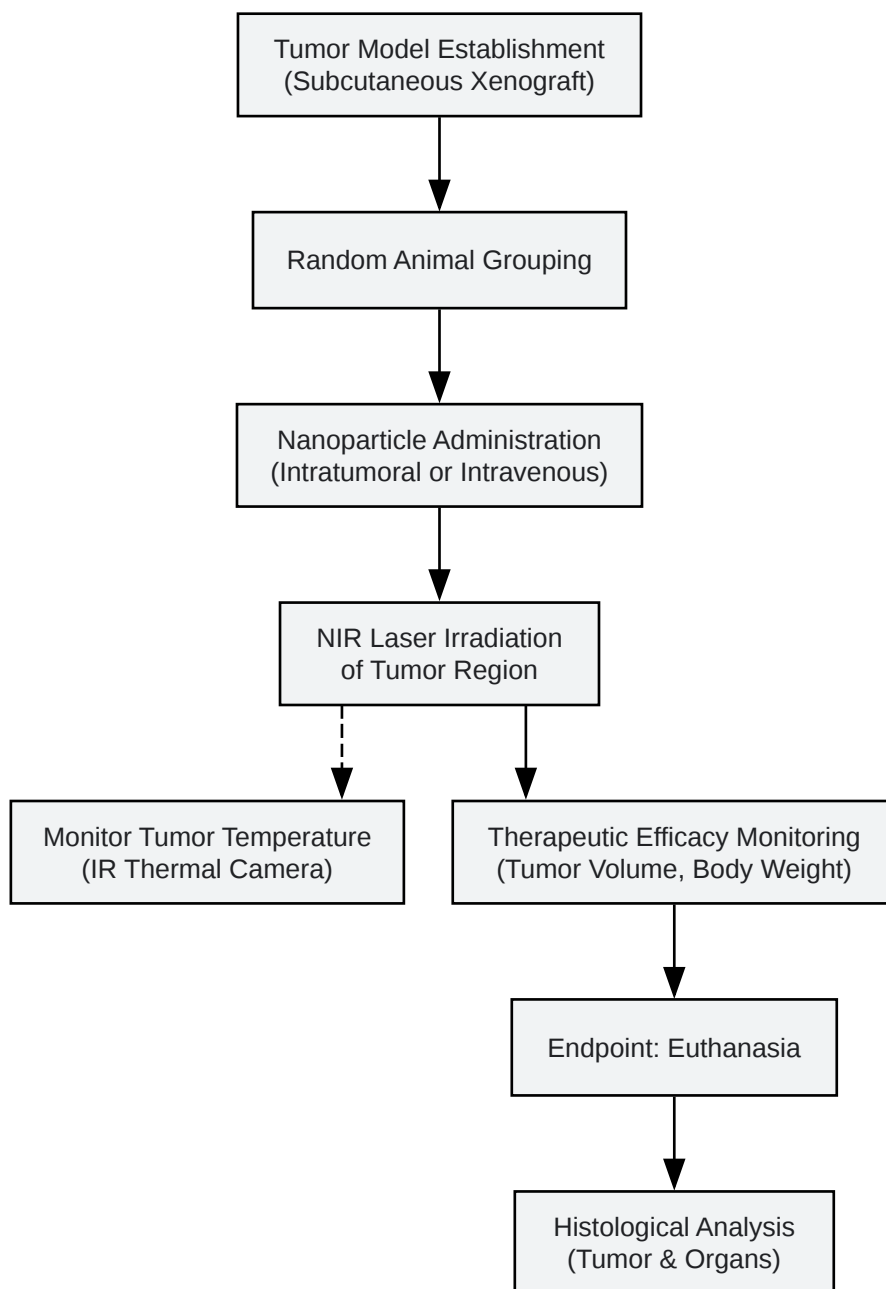 Tumor Model Establishment
(Subcutaneous Xenograft)
Random Animal Grouping
Nanoparticle Administration
(Intratumoral or Intravenous)
NIR Laser Irradiation
of Tumor Region
Monitor Tumor Temperature
(IR Thermal Camera)
Therapeutic Efficacy Monitoring
(Tumor Volume, Body Weight)
Endpoint: Euthanasia
Histological Analysis
(Tumor & Organs)